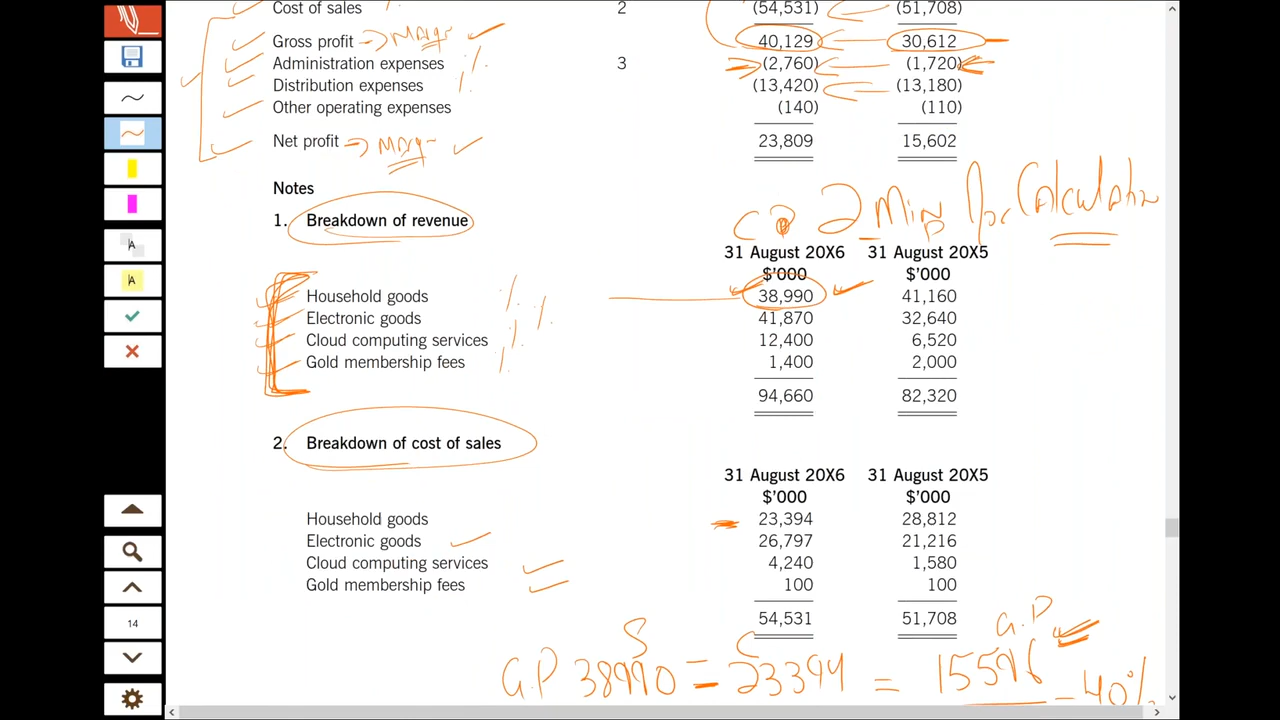 Cost of sales % 2 (54,531) (51,708)
Gross profit → Marg 40,129 30,612
Administration expenses % 3 (2,760) (1,720)
Distribution expenses % (13,420) (13,180)
Other operating expenses (140) (110)
Net profit → Marg 23,809 15,602
Notes
1. Breakdown of revenue
2 Min for Calculation
31 August 20X6 31 August 20X5
$'000 $'000
Household goods % 38,990 41,160
Electronic goods % 41,870 32,640
Cloud computing services % 12,400 6,520
Gold membership fees % 1,400 2,000
94,660 82,320
2. Breakdown of cost of sales
31 August 20X6 31 August 20X5
$'000 $'000
Household goods 23,394 28,812
Electronic goods 26,797 21,216
Cloud computing services 4,240 1,580
Gold membership fees 100 100
54,531 51,708
S C G.P
G.P 38990 = 23394 = 15596 = 40%
14